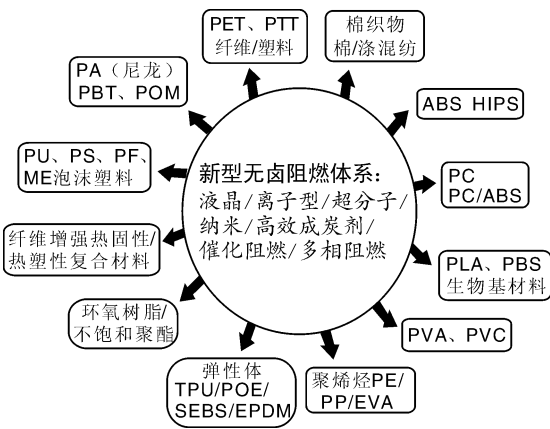 PET、PTT
纤维/塑料
棉织物
棉/涤混纺
PA（尼龙）
PBT、POM
ABS HIPS
PU、PS、PF、
ME泡沫塑料
新型无卤阻燃体系：
液晶/离子型/超分子/
纳米/高效成炭剂/
催化阻燃/多相阻燃
PC
PC/ABS
纤维增强热固性/
热塑性复合材料
PLA、PBS
生物基材料
环氧树脂/
不饱和聚酯
PVA、PVC
弹性体
TPU/POE/
SEBS/EPDM
聚烯烃PE/
PP/EVA